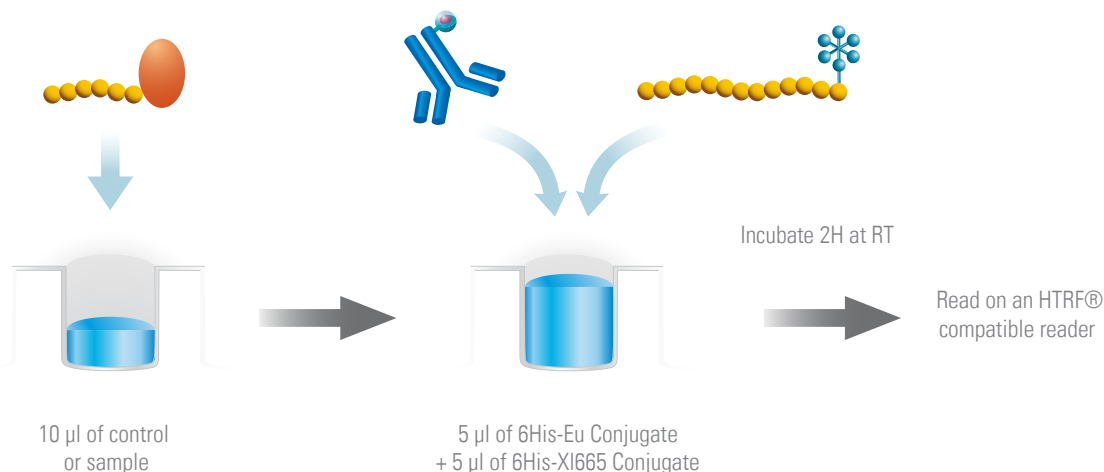 Incubate 2H at RT
Read on an HTRF®
compatible reader
10 µl of control
or sample
5 µl of 6His-Eu Conjugate
+ 5 µl of 6His-Xl665 Conjugate